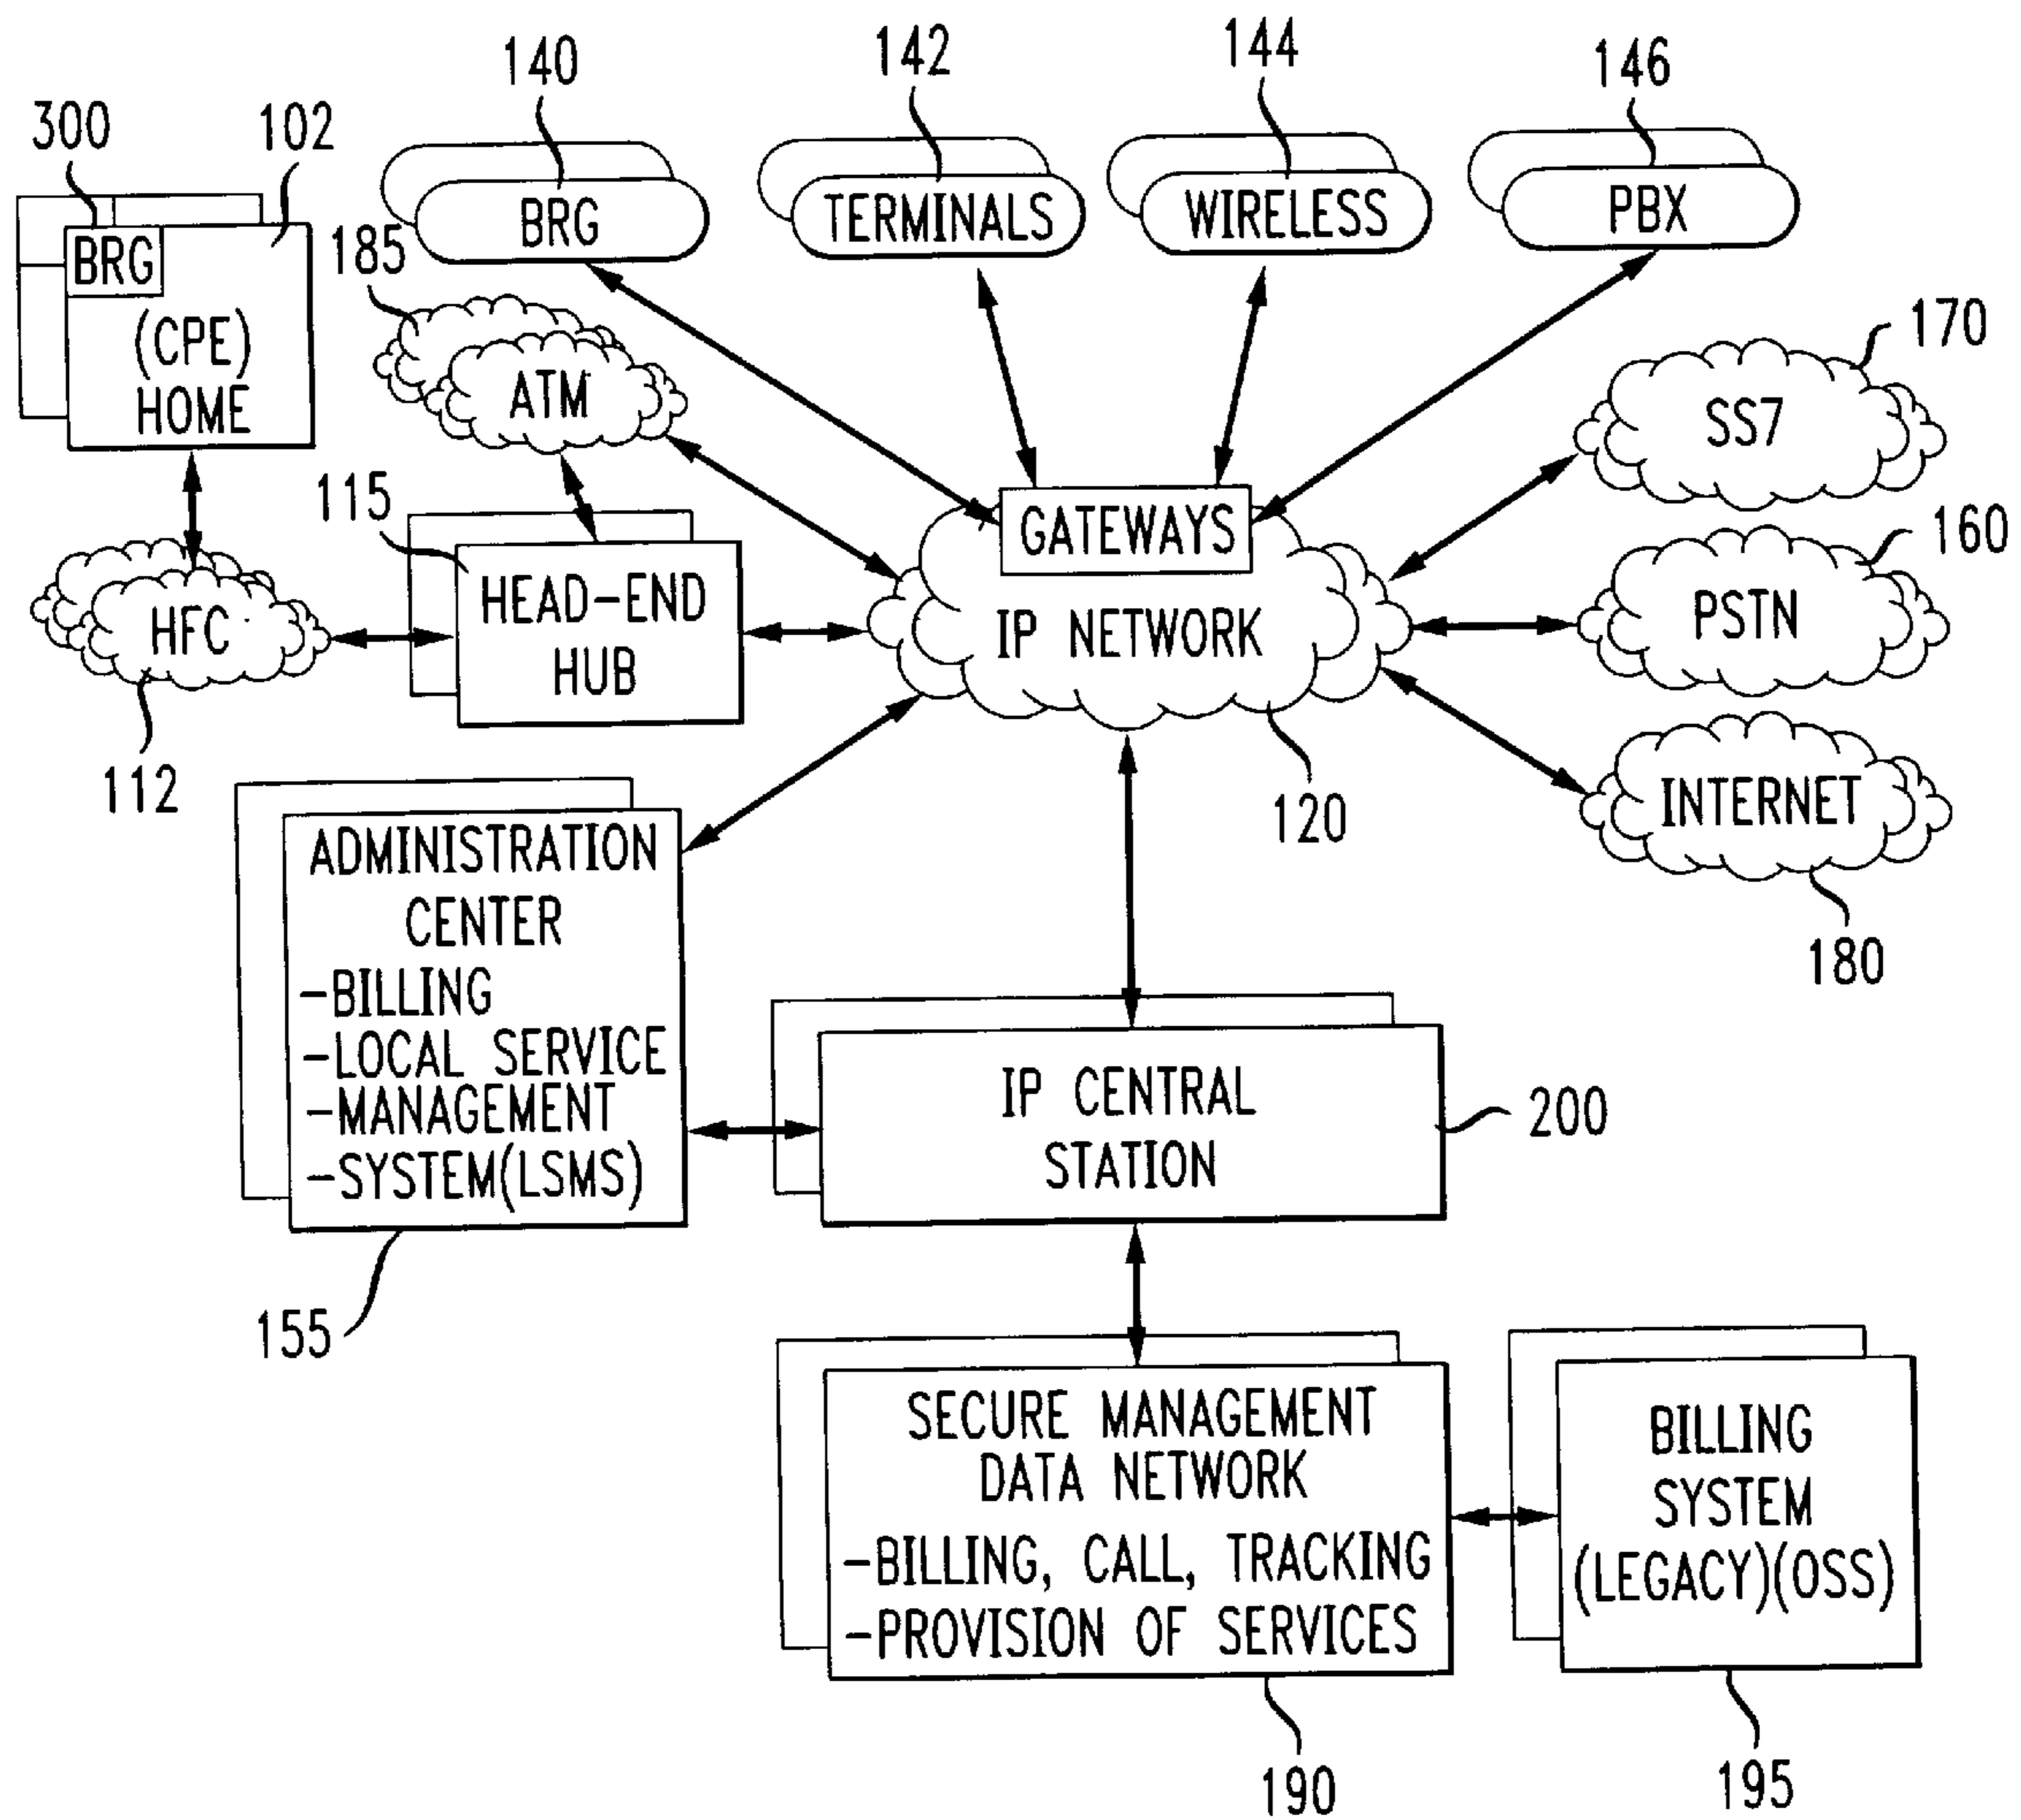 140
142
144
146
300
102
BRG
TERMINALS
WIRELESS
PBX
BRG
185
(CPE)
HOME
ATM
170
SS7
115
GATEWAYS
160
HEAD-END
HUB
IP NETWORK
PSTN
HFC
112
120
INTERNET
180
ADMINISTRATION
CENTER
-BILLING
-LOCAL SERVICE
-MANAGEMENT
-SYSTEM(LSMS)
IP CENTRAL
STATION
200
155
SECURE MANAGEMENT
DATA NETWORK
-BILLING, CALL, TRACKING
-PROVISION OF SERVICES
BILLING
SYSTEM
(LEGACY)(OSS)
190
195